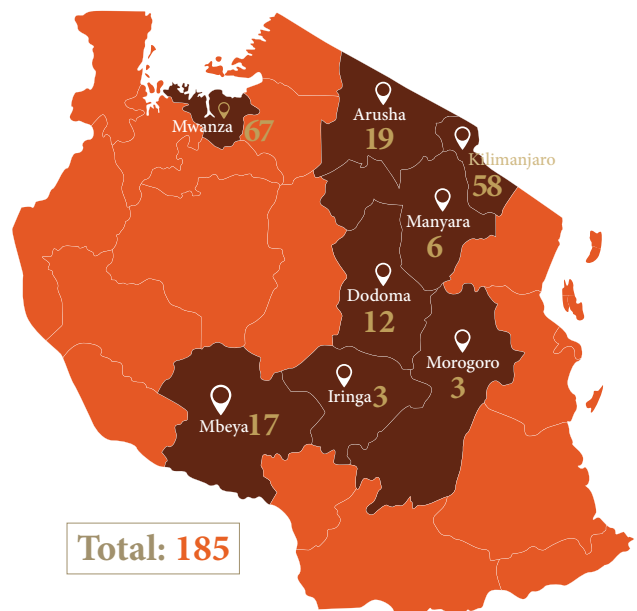 Arusha
19
Mwanza 67
Kilimanjaro
58
Manyara
6
Dodoma
12
Morogoro
3
Iringa 3
Mbeya 17
Total: 185